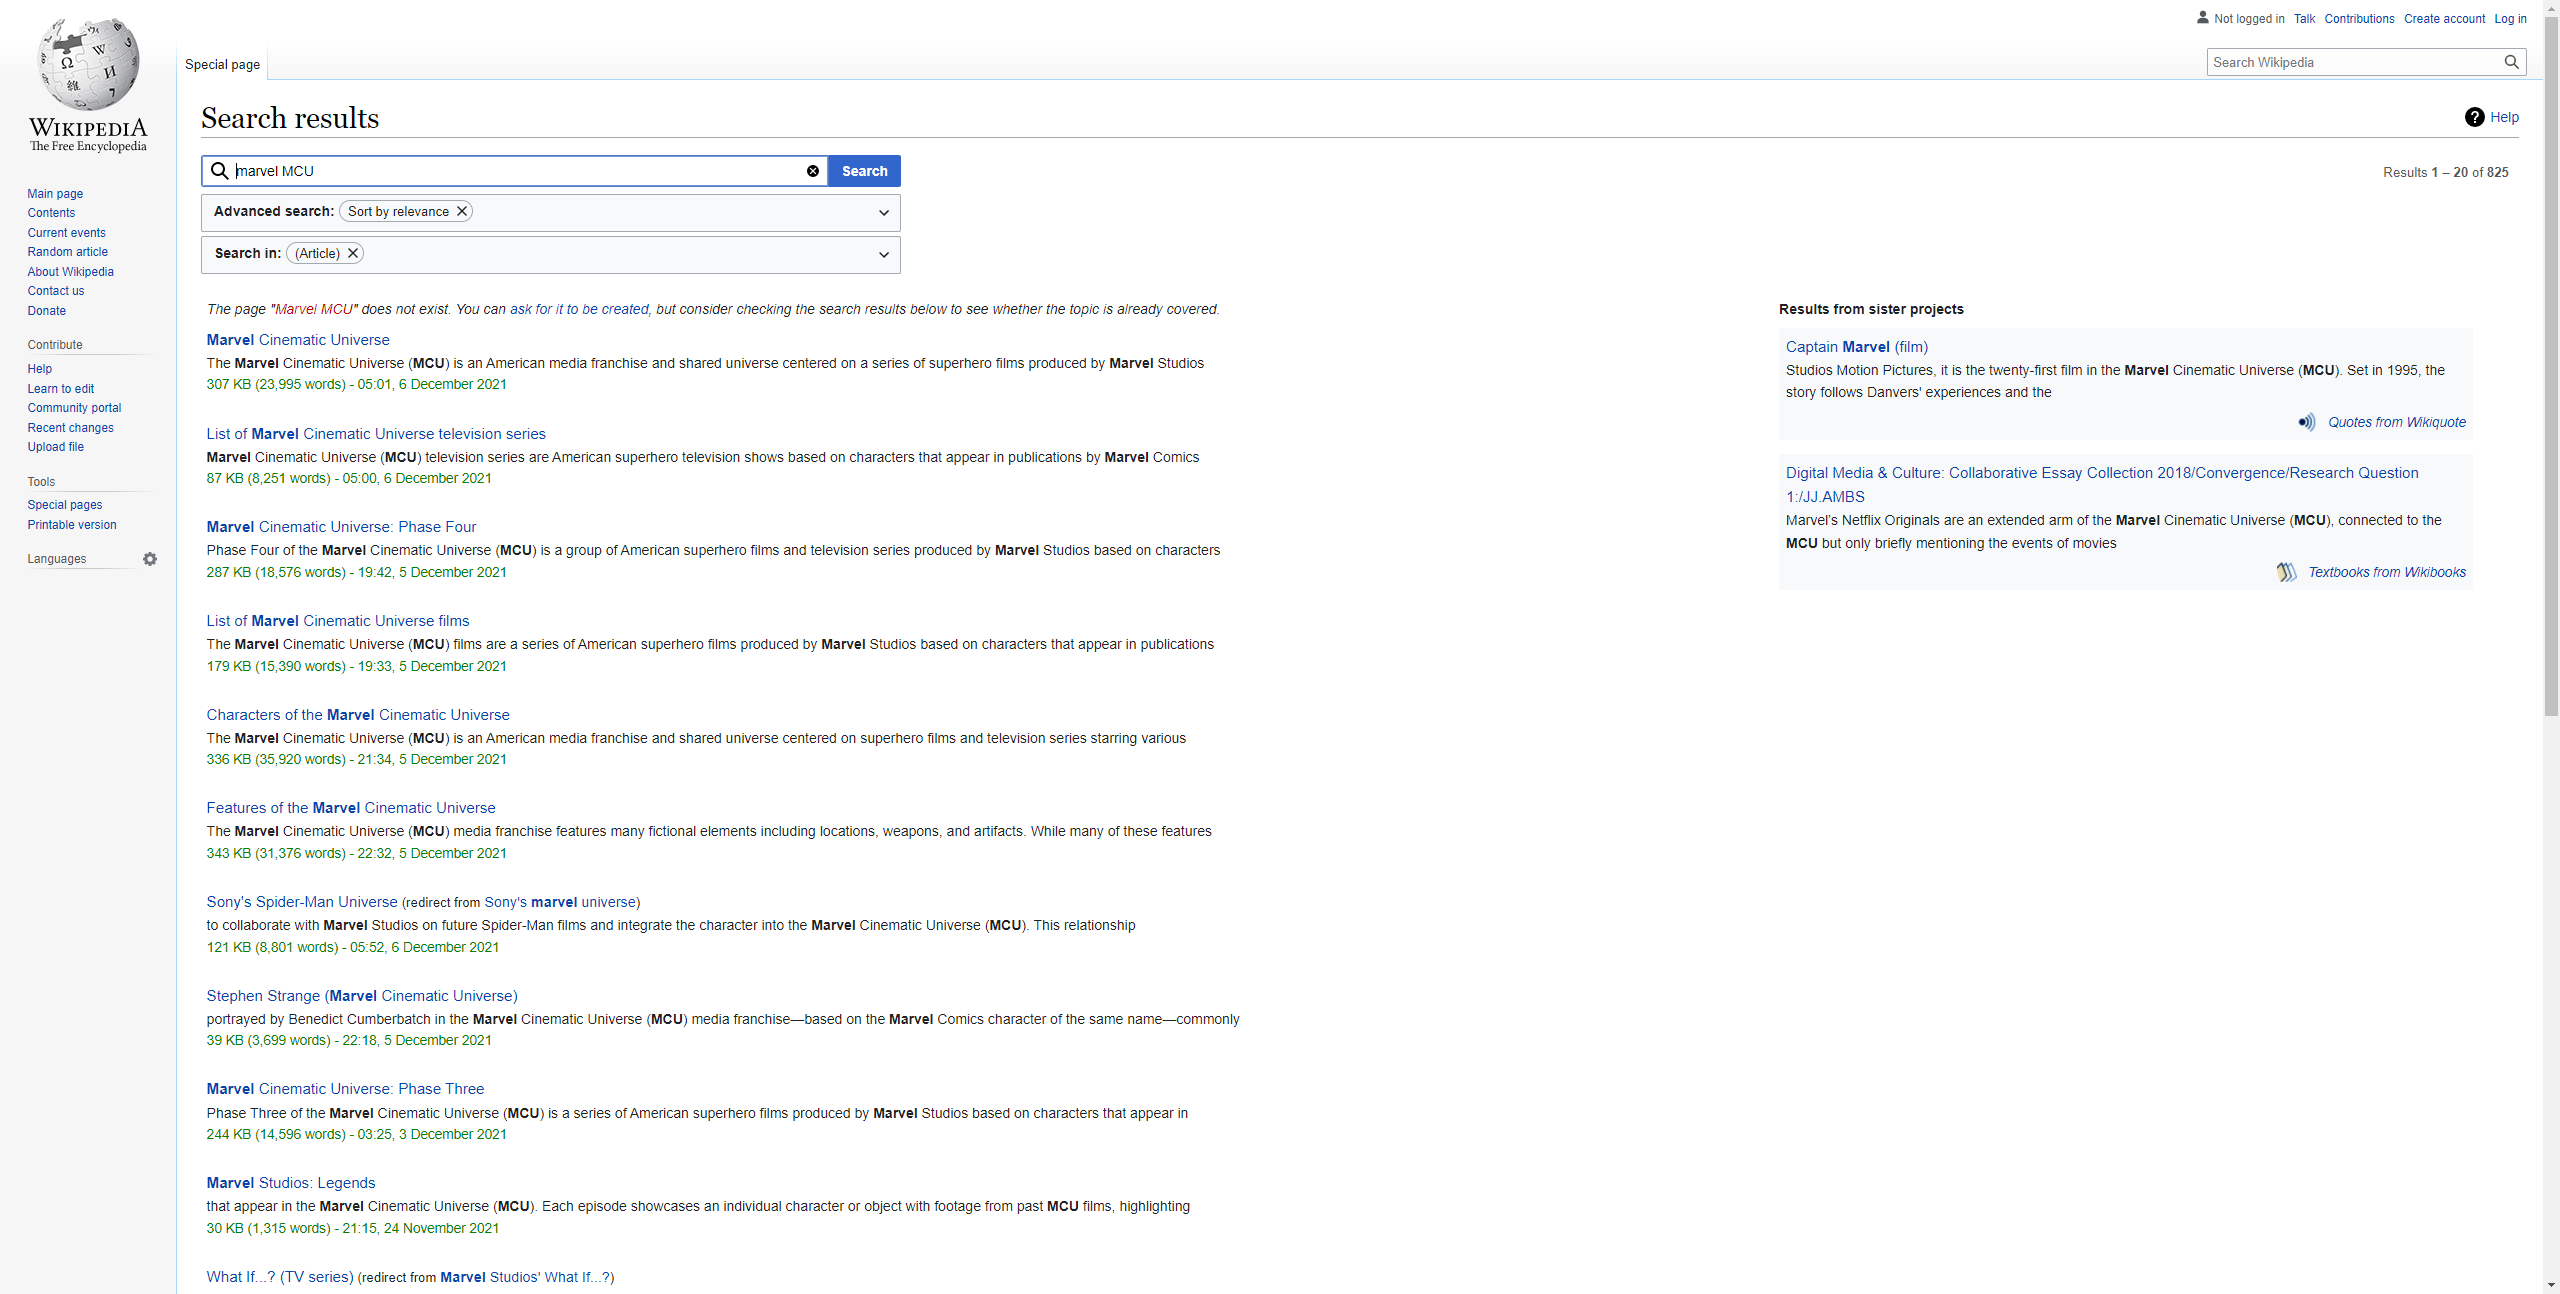 Not logged in Talk Contributions Create account Log in
Special page
Search Wikipedia
WIKIPEDIA
The Free Encyclopedia
Main page
Contents
Current events
Random article
About Wikipedia
Contact us
Donate
Contribute
Help
Learn to edit
Community portal
Recent changes
Upload file
Tools
Special pages
Printable version
Languages
Search results
Help
marvel MCU
Search
Results 1 – 20 of 825
Advanced search: Sort by relevance
Search in: (Article)
The page "Marvel MCU" does not exist. You can ask for it to be created, but consider checking the search results below to see whether the topic is already covered.
Marvel Cinematic Universe
The Marvel Cinematic Universe (MCU) is an American media franchise and shared universe centered on a series of superhero films produced by Marvel Studios
307 KB (23,995 words) - 05:01, 6 December 2021
List of Marvel Cinematic Universe television series
Marvel Cinematic Universe (MCU) television series are American superhero television shows based on characters that appear in publications by Marvel Comics
87 KB (8,251 words) - 05:00, 6 December 2021
Marvel Cinematic Universe: Phase Four
Phase Four of the Marvel Cinematic Universe (MCU) is a group of American superhero films and television series produced by Marvel Studios based on characters
287 KB (18,576 words) - 19:42, 5 December 2021
List of Marvel Cinematic Universe films
The Marvel Cinematic Universe (MCU) films are a series of American superhero films produced by Marvel Studios based on characters that appear in publications
179 KB (15,390 words) - 19:33, 5 December 2021
Characters of the Marvel Cinematic Universe
The Marvel Cinematic Universe (MCU) is an American media franchise and shared universe centered on superhero films and television series starring various
336 KB (35,920 words) - 21:34, 5 December 2021
Features of the Marvel Cinematic Universe
The Marvel Cinematic Universe (MCU) media franchise features many fictional elements including locations, weapons, and artifacts. While many of these features
343 KB (31,376 words) - 22:32, 5 December 2021
Sony's Spider-Man Universe (redirect from Sony's marvel universe)
to collaborate with Marvel Studios on future Spider-Man films and integrate the character into the Marvel Cinematic Universe (MCU). This relationship
121 KB (8,801 words) - 05:52, 6 December 2021
Stephen Strange (Marvel Cinematic Universe)
portrayed by Benedict Cumberbatch in the Marvel Cinematic Universe (MCU) media franchise—based on the Marvel Comics character of the same name—commonly
39 KB (3,699 words) - 22:18, 5 December 2021
Marvel Cinematic Universe: Phase Three
Phase Three of the Marvel Cinematic Universe (MCU) is a series of American superhero films produced by Marvel Studios based on characters that appear in
244 KB (14,596 words) - 03:25, 3 December 2021
Marvel Studios: Legends
that appear in the Marvel Cinematic Universe (MCU). Each episode showcases an individual character or object with footage from past MCU films, highlighting
30 KB (1,315 words) - 21:15, 24 November 2021
What If...? (TV series) (redirect from Marvel Studios' What If...?)
Results from sister projects
Captain Marvel (film)
Studios Motion Pictures, it is the twenty-first film in the Marvel Cinematic Universe (MCU). Set in 1995, the
story follows Danvers' experiences and the
Quotes from Wikiquote
Digital Media & Culture: Collaborative Essay Collection 2018/Convergence/Research Question
1:/JJ.AMBS
Marvel's Netflix Originals are an extended arm of the Marvel Cinematic Universe (MCU), connected to the
MCU but only briefly mentioning the events of movies
Textbooks from Wikibooks